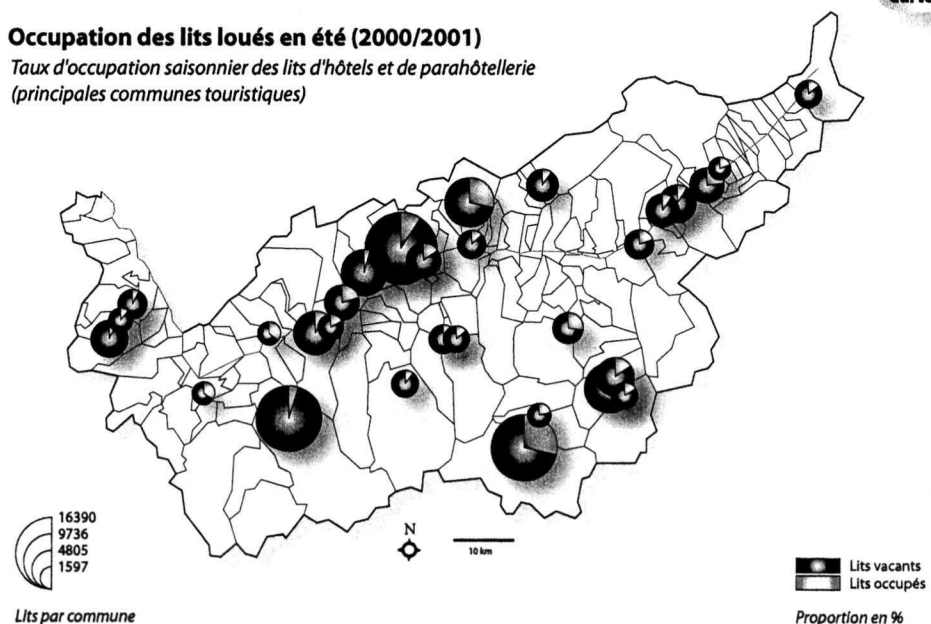 Occupation des lits loués en été (2000/2001)
Taux d'occupation saisonnier des lits d'hôtels et de parahôtellerie
(principales communes touristiques)
16390
9736
4805
1597
Lits par commune
N
10 km
Lits vacants
Lits occupés
Proportion en %